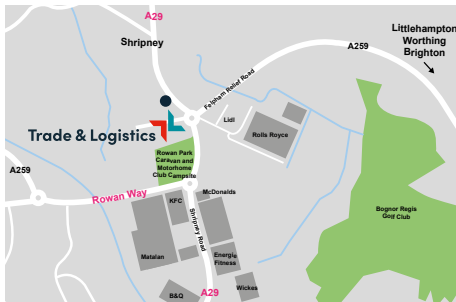 A29
Littlehampton
Worthing
Brighton
Shripney
A259
Felpham Relief Road
Lidl
Rolls Royce
Trade & Logistics
Rowan Park
Caravan and
Motorhome
Club Campsite
A259
Rowan Way
McDonalds
KFC
Shripney Road
Bognor Regis
Golf Club
Matalan
Energie
Fitness
Wickes
B&Q
A29